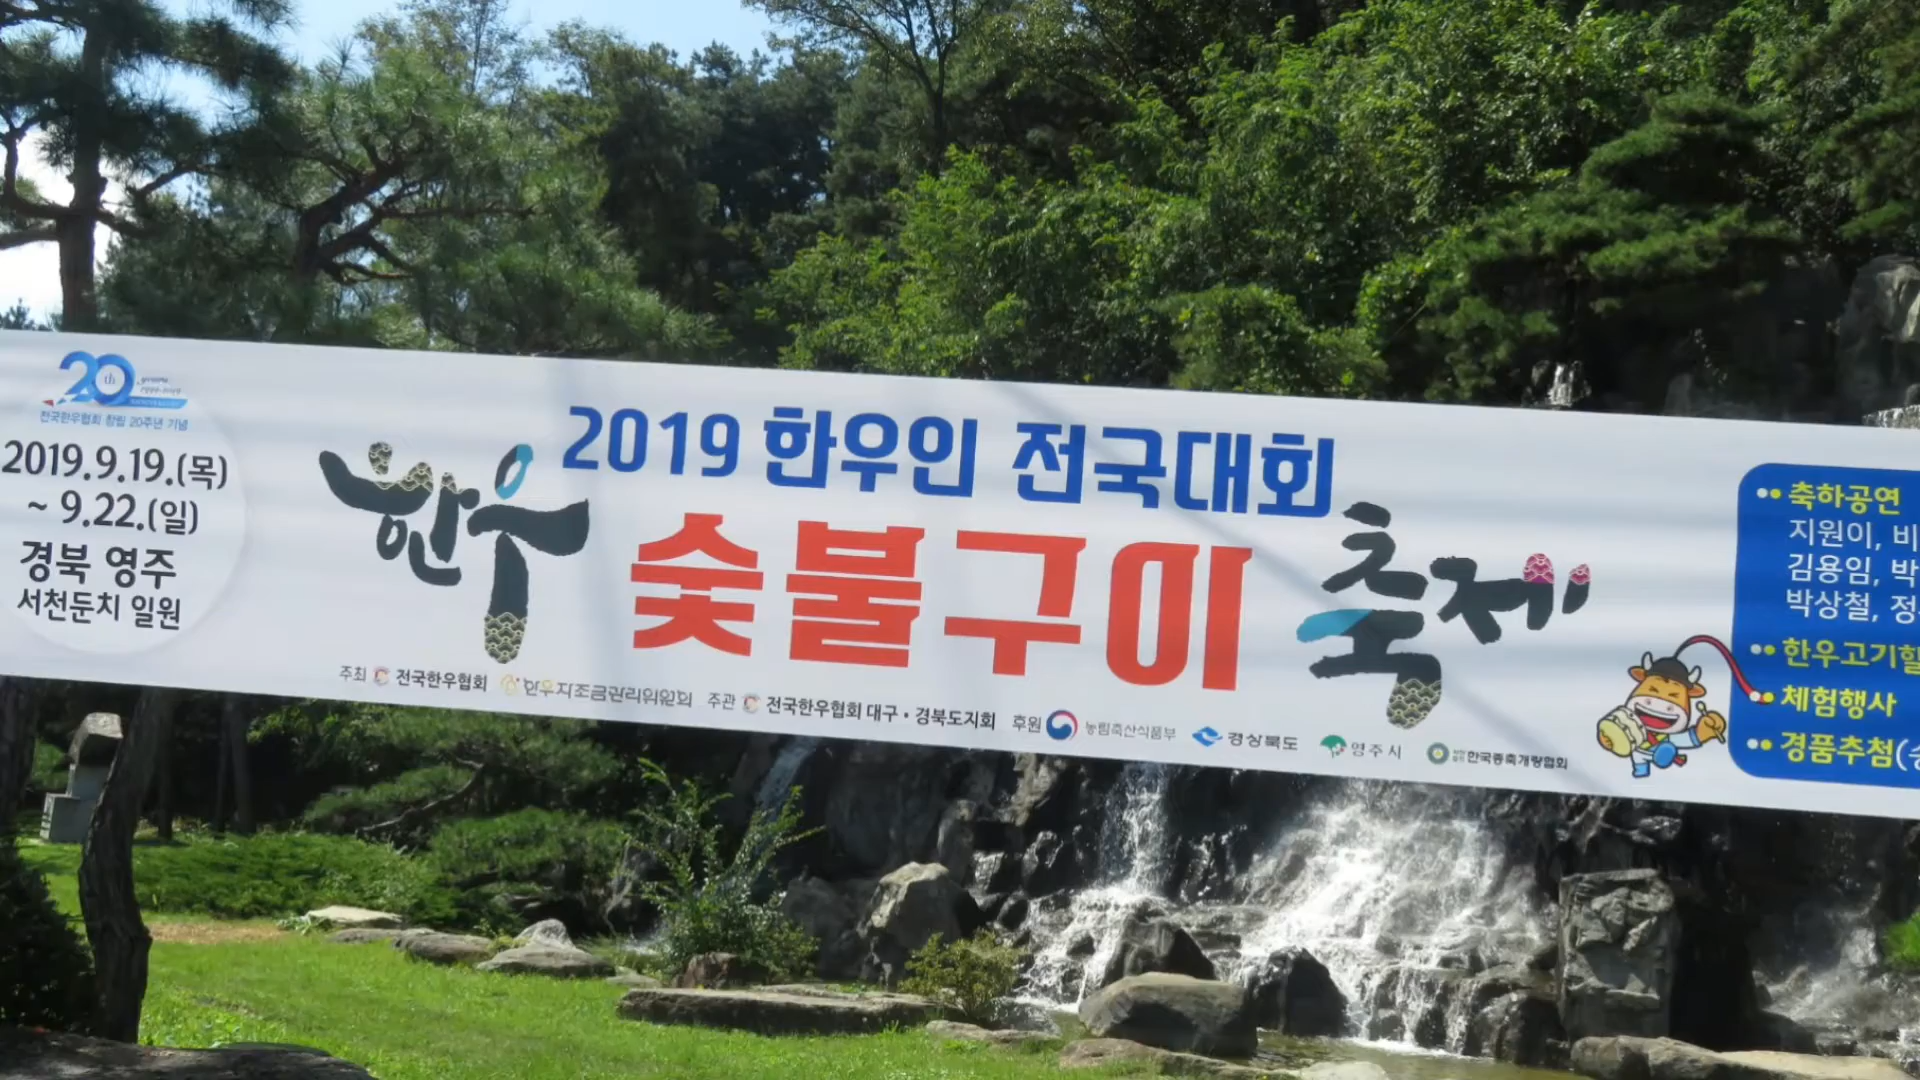 20th
전국한우협회 창립 20주년 기념
2019.9.19.(목)
~ 9.22.(일)
경북 영주
서천둔치 일원
2019 한우인 전국대회
한우 숯불구이 축제
주최 전국한우협회 한우자조금관리위원회 주관 전국한우협회 대구·경북도지회 후원 농림축산식품부 경상북도 영주시 한국종축개량협회
•• 축하공연
지원이, 비
김용임, 박
박상철, 정
•• 한우고기할
•• 체험행사
•• 경품추첨(